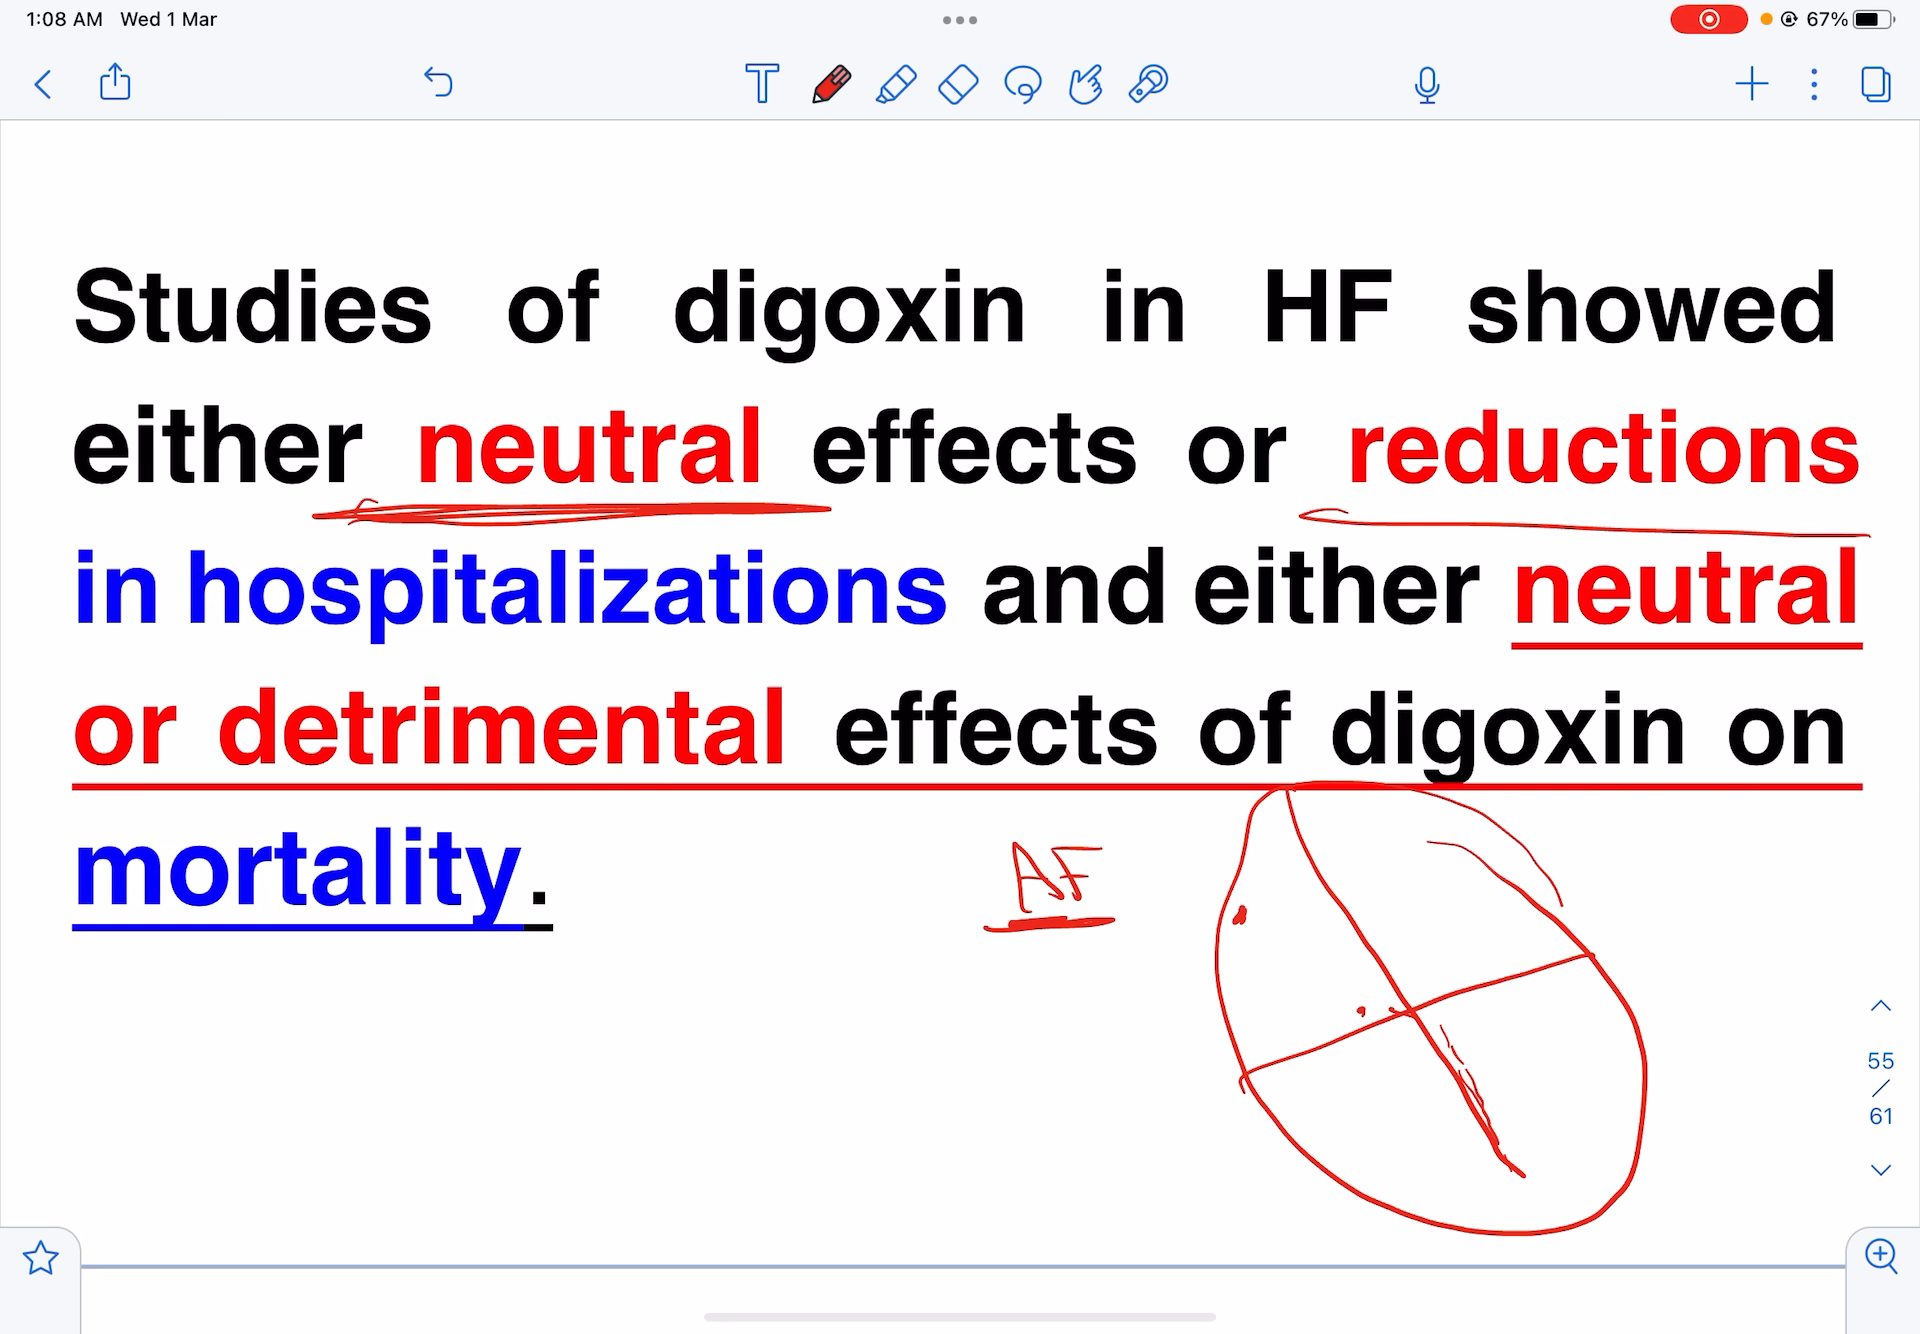 1:08 AM Wed 1 Mar
67%
Studies of digoxin in HF showed
either neutral effects or reductions
in hospitalizations and either neutral
or detrimental effects of digoxin on
mortality.
AF
55
/
61